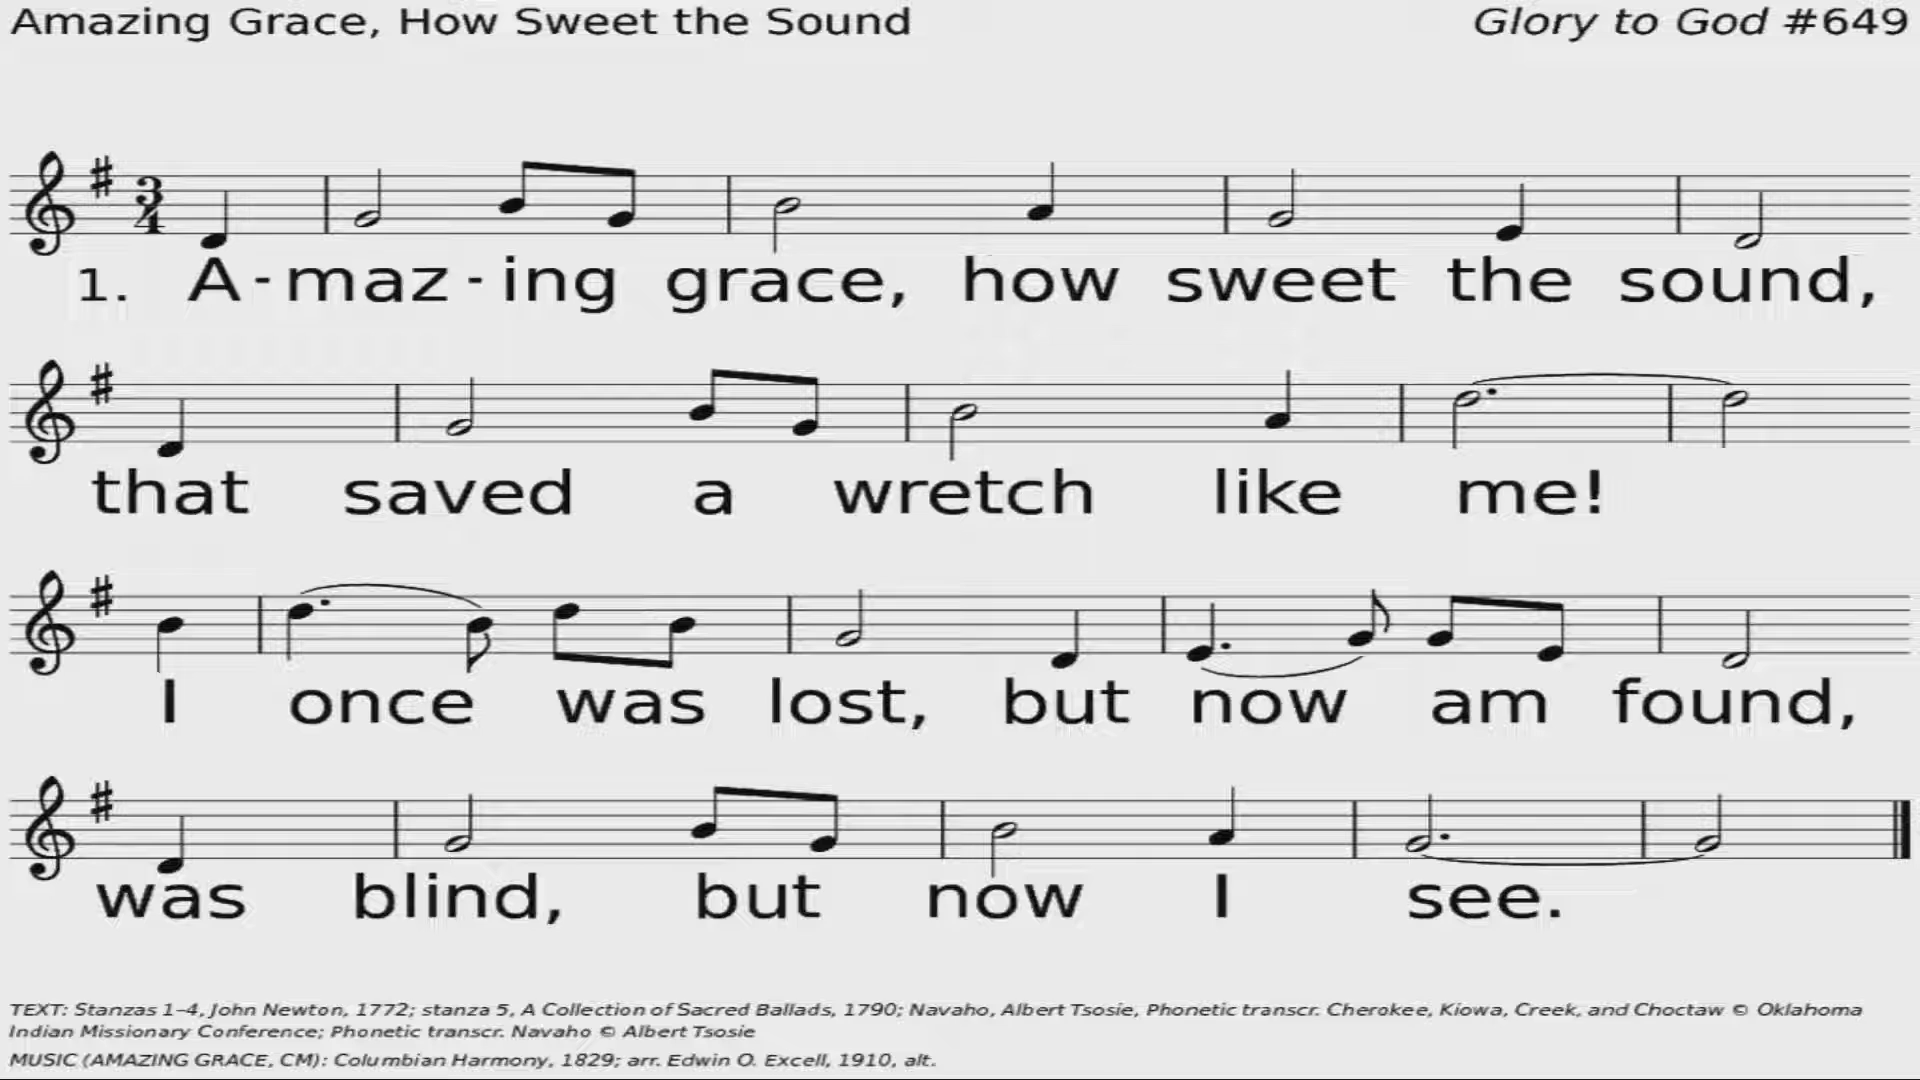 Amazing Grace, How Sweet the Sound Glory to God #649
1. A - maz - ing grace, how sweet the sound,
that saved a wretch like me!
I once was lost, but now am found,
was blind, but now I see.
TEXT: Stanzas 1–4, John Newton, 1772; stanza 5, A Collection of Sacred Ballads, 1790; Navaho, Albert Tsosie, Phonetic transcr. Cherokee, Kiowa, Creek, and Choctaw © Oklahoma
Indian Missionary Conference; Phonetic transcr. Navaho © Albert Tsosie
MUSIC (AMAZING GRACE, CM): Columbian Harmony, 1829; arr. Edwin O. Excell, 1910, alt.